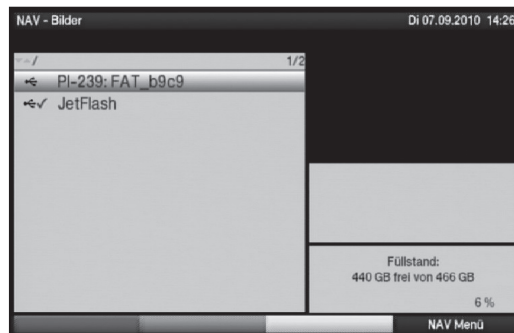 NAV - Bilder Di 07.09.2010 14:26
/ 1/2
PI-239: FAT_b9c9
JetFlash
Füllstand:
440 GB frei von 466 GB
6 %
NAV Menü